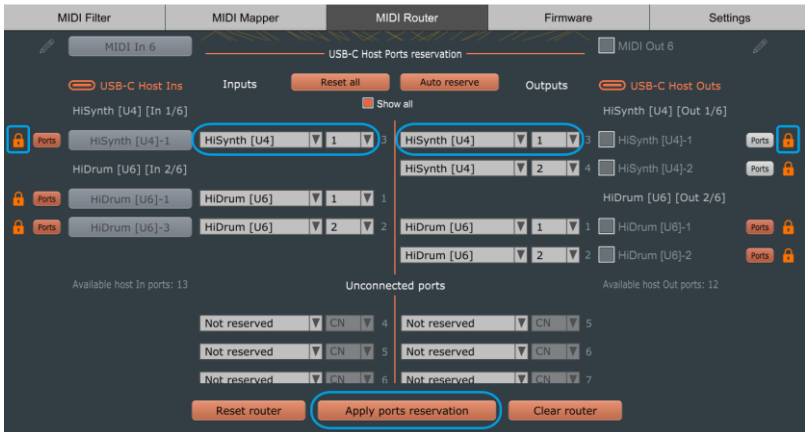 MIDI Filter MIDI Mapper MIDI Router Firmware Settings
MIDI In 6 USB-C Host Ports reservation MIDI Out 6
USB-C Host Ins Inputs Reset all Auto reserve Outputs USB-C Host Outs
HiSynth [U4] [In 1/6] Show all HiSynth [U4] [Out 1/6]
Ports HiSynth [U4]-1 HiSynth [U4] 1 3 HiSynth [U4] 1 3 HiSynth [U4]-1 Ports
HiDrum [U6] [In 2/6] HiSynth [U4] 2 4 HiSynth [U4]-2 Ports
Ports HiDrum [U6]-1 HiDrum [U6] 1 1 HiDrum [U6] [Out 2/6]
Ports HiDrum [U6]-3 HiDrum [U6] 2 2 HiDrum [U6] 1 1 HiDrum [U6]-1 Ports
HiDrum [U6] 2 2 HiDrum [U6]-2 Ports
Available host In ports: 13 Unconnected ports Available host Out ports: 12
Not reserved CN 4 Not reserved CN 5
Not reserved CN 5 Not reserved CN 6
Not reserved CN 6 Not reserved CN 7
Reset router Apply ports reservation Clear router